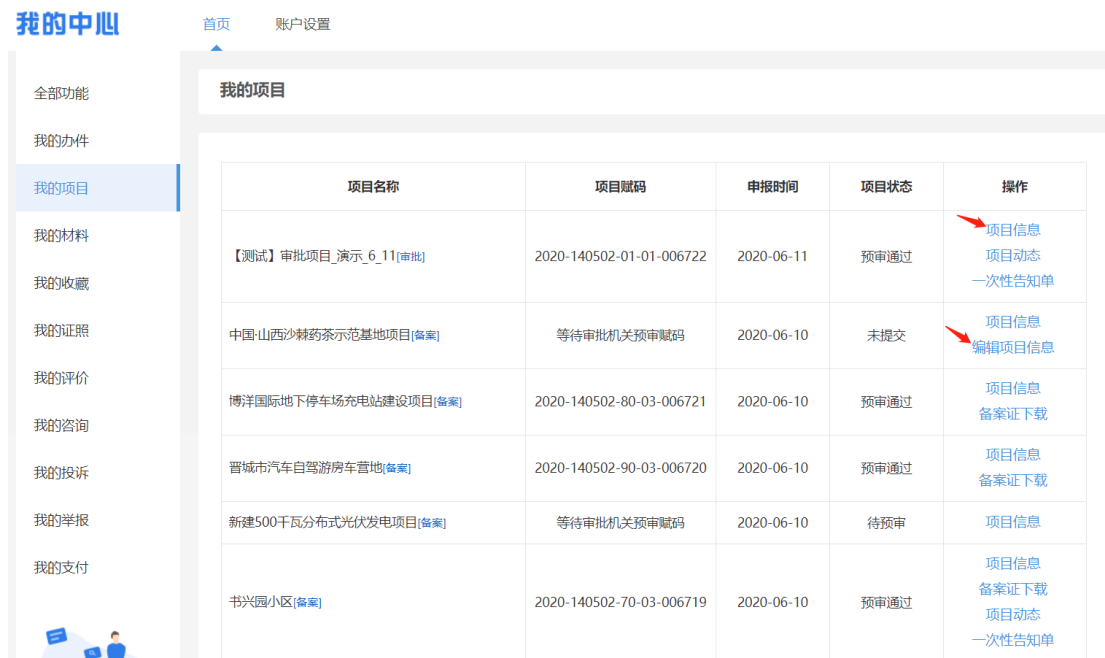 我的中心
首页 账户设置
全部功能
我的办件
我的项目
我的材料
我的收藏
我的证照
我的评价
我的咨询
我的投诉
我的举报
我的支付
我的项目
项目名称 项目赋码 申报时间 项目状态 操作
【测试】审批项目_演示_6_11[审批] 2020-140502-01-01-006722 2020-06-11 预审通过 项目信息
项目动态
一次性告知单
中国·山西沙棘药茶示范基地项目[备案] 等待审批机关预审赋码 2020-06-10 未提交 项目信息
编辑项目信息
博洋国际地下停车场充电站建设项目[备案] 2020-140502-80-03-006721 2020-06-10 预审通过 项目信息
备案证下载
晋城市汽车自驾游房车营地[备案] 2020-140502-90-03-006720 2020-06-10 预审通过 项目信息
备案证下载
新建500千瓦分布式光伏发电项目[备案] 等待审批机关预审赋码 2020-06-10 待预审 项目信息
书兴园小区[备案] 2020-140502-70-03-006719 2020-06-10 预审通过 项目信息
备案证下载
项目动态
一次性告知单